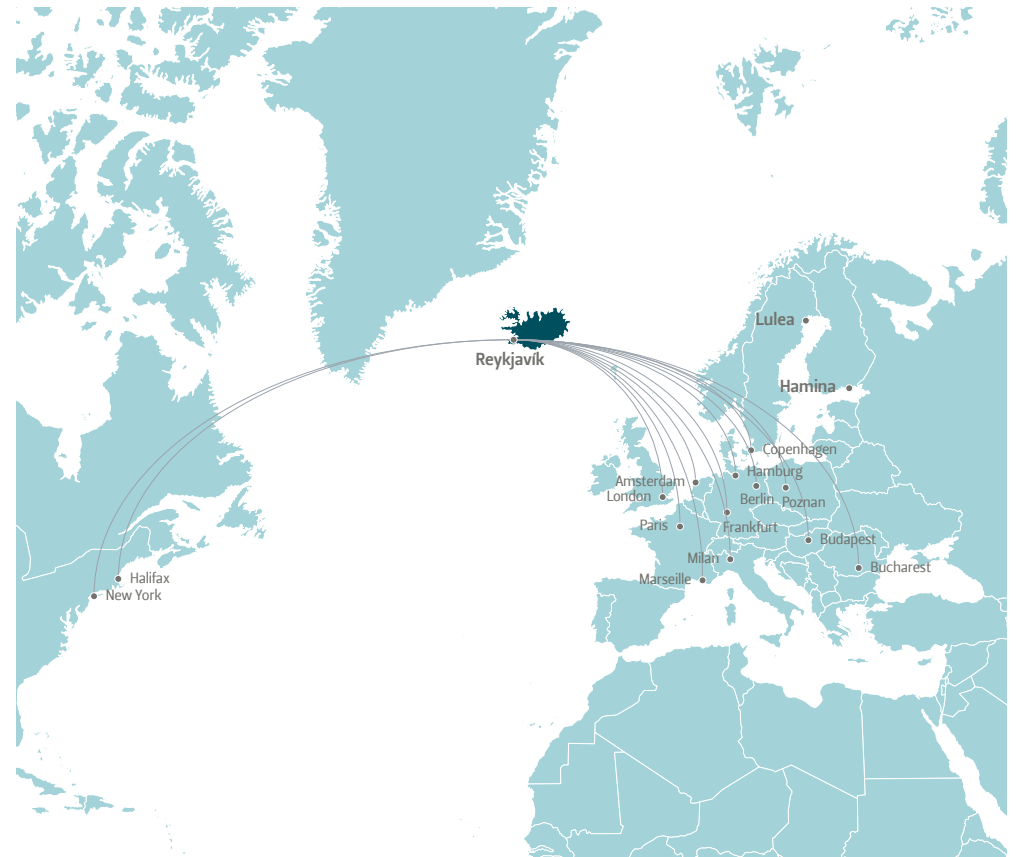 Lulea
Reykjavík
Hamina
Copenhagen
Hamburg
Amsterdam
London
Berlin
Poznan
Paris
Frankfurt
Budapest
Milan
Bucharest
Marseille
Halifax
New York